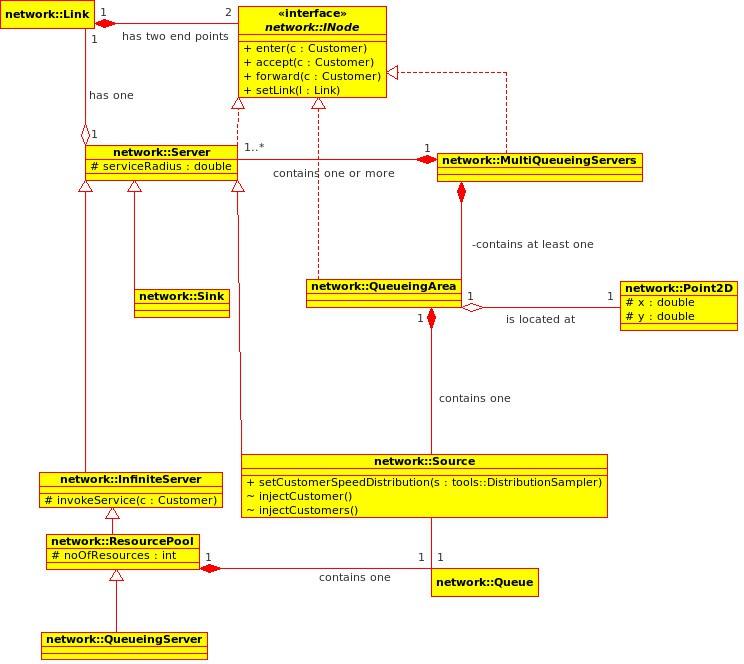 network::Link
1
2
has two end points
1
has one
1
«interface»
network::INode
+ enter(c : Customer)
+ accept(c : Customer)
+ forward(c : Customer)
+ setLink(l : Link)
network::Server
# serviceRadius : double
1..*
1
contains one or more
network::MultiQueueingServers
-contains at least one
network::Sink
network::QueueingArea
1
1
is located at
network::Point2D
# x : double
# y : double
1
contains one
network::Source
+ setCustomerSpeedDistribution(s : tools::DistributionSampler)
~ injectCustomer()
~ injectCustomers()
network::InfiniteServer
# invokeService(c : Customer)
network::ResourcePool
# noOfResources : int
1
1
1
contains one
network::Queue
network::QueueingServer